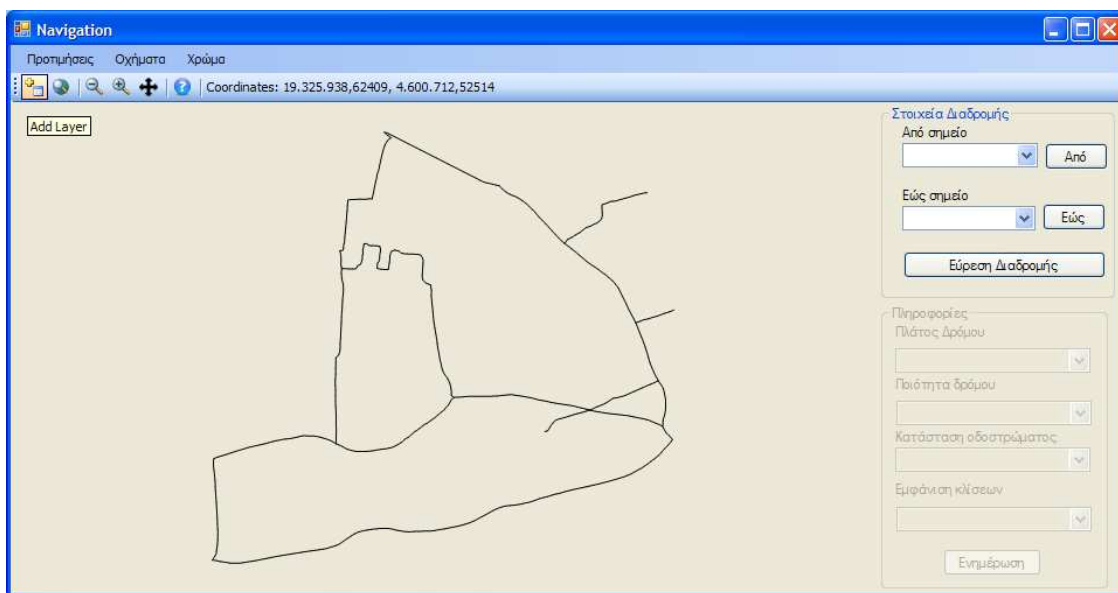 Navigation
Προτιμήσεις Οχήματα Χρώμα
Coordinates: 19.325.938,62409, 4.600.712,52514
Add Layer
Στοιχεία Διαδρομής
Από σημείο
Από
Εώς σημείο
Εώς
Εύρεση Διαδρομής
Πληροφορίες
Πλάτος Δρόμου
Ποιότητα δρόμου
Κατάσταση οδοστρώματος
Εμφάνιση κλίσεων
Ενημέρωση